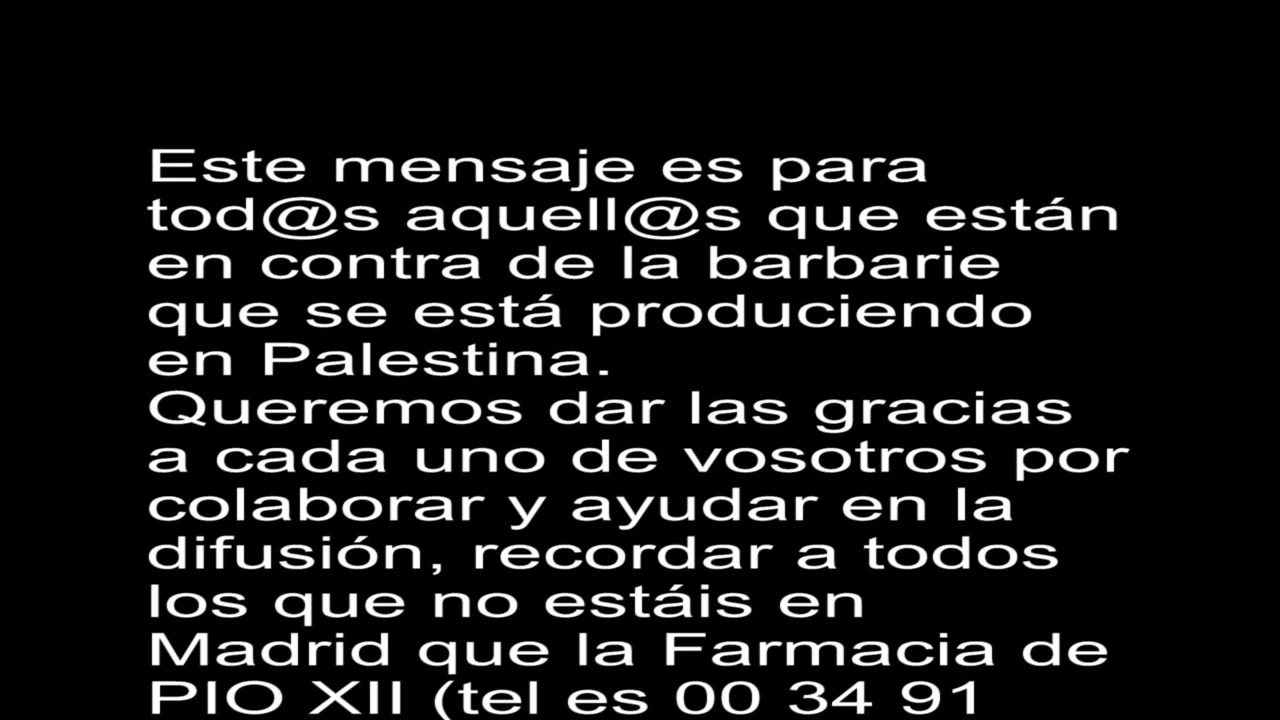 Este mensaje es para
tod@s aquell@s que están
en contra de la barbarie
que se está produciendo
en Palestina.
Queremos dar las gracias
a cada uno de vosotros por
colaborar y ayudar en la
difusión, recordar a todos
los que no estáis en
Madrid que la Farmacia de
PIO XII (tel es 00 34 91